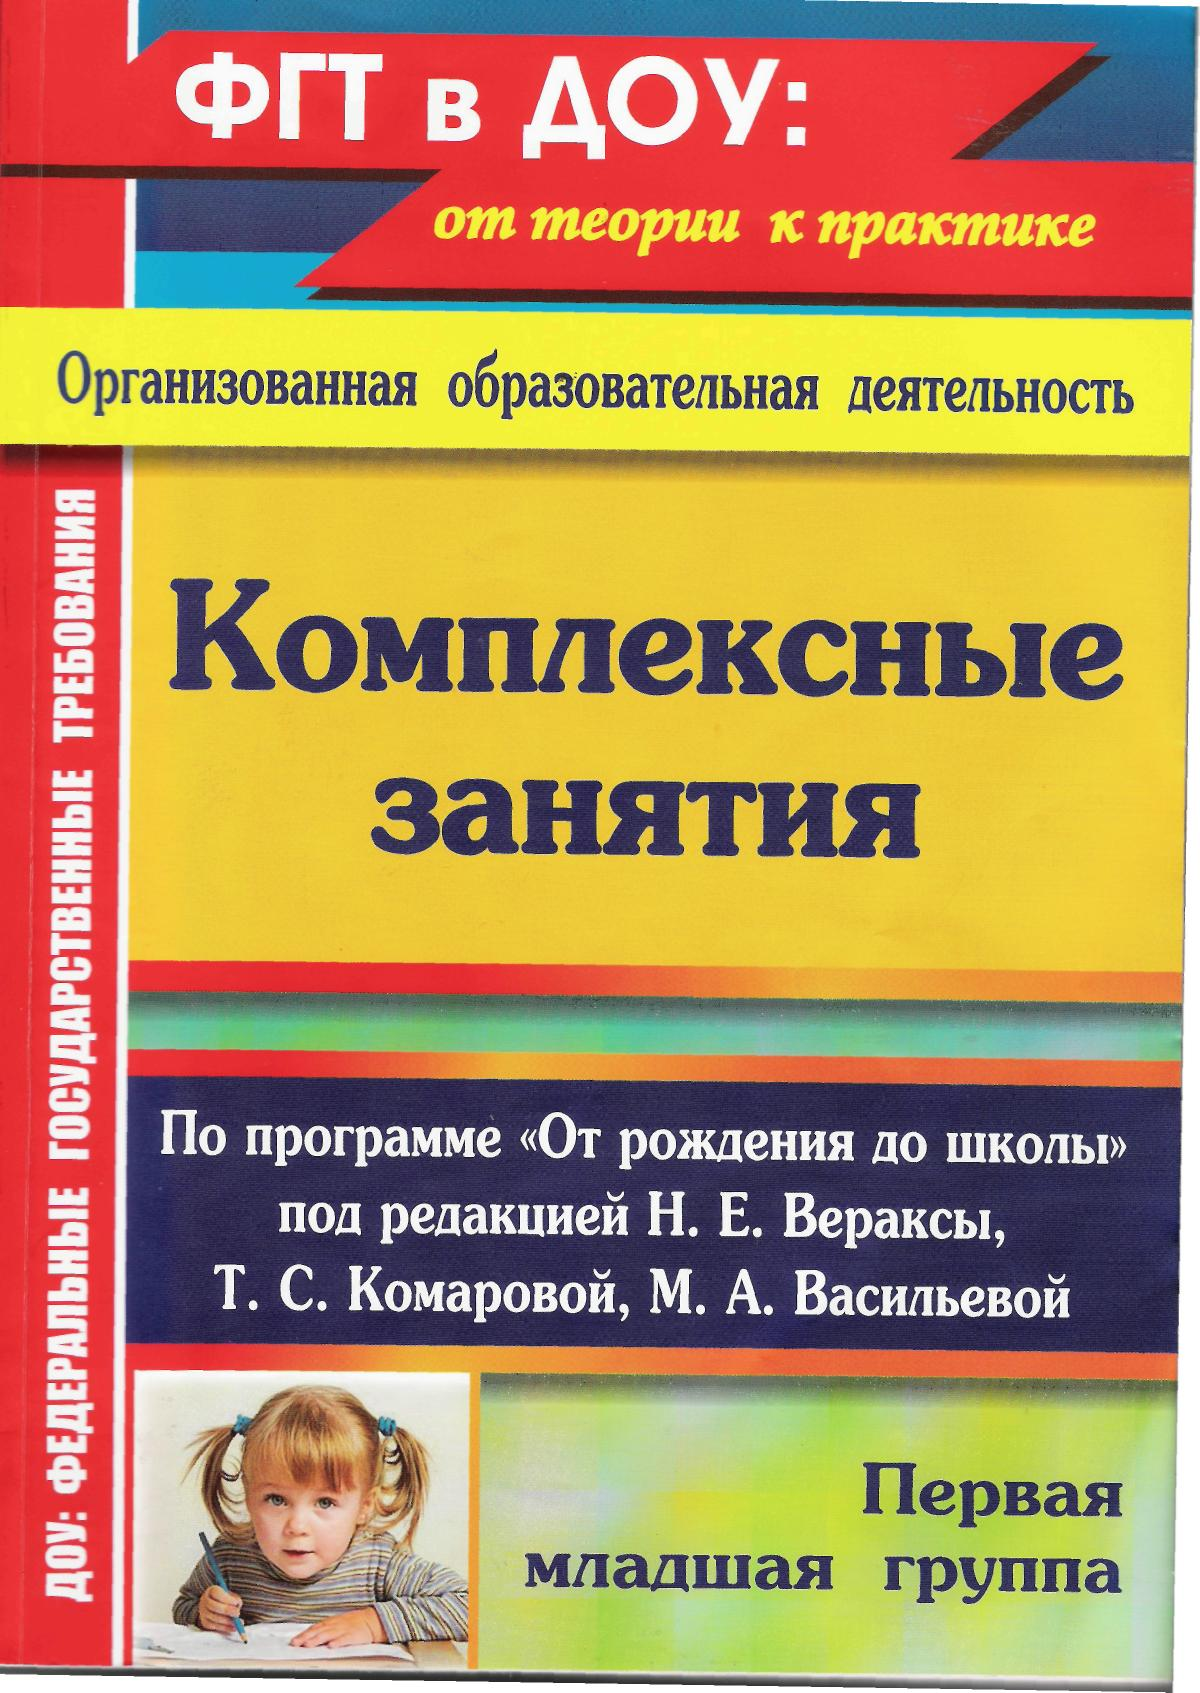 ФГТ в ДОУ:
от теории к практике
Организованная образовательная деятельность
Комплексные
занятия
По программе «От рождения до школы»
под редакцией Н. Е. Вераксы,
Т. С. Комаровой, М. А. Васильевой
Первая
младшая группа
ДОУ: ФЕДЕРАЛЬНЫЕ ГОСУДАРСТВЕННЫЕ ТРЕБОВАНИЯ